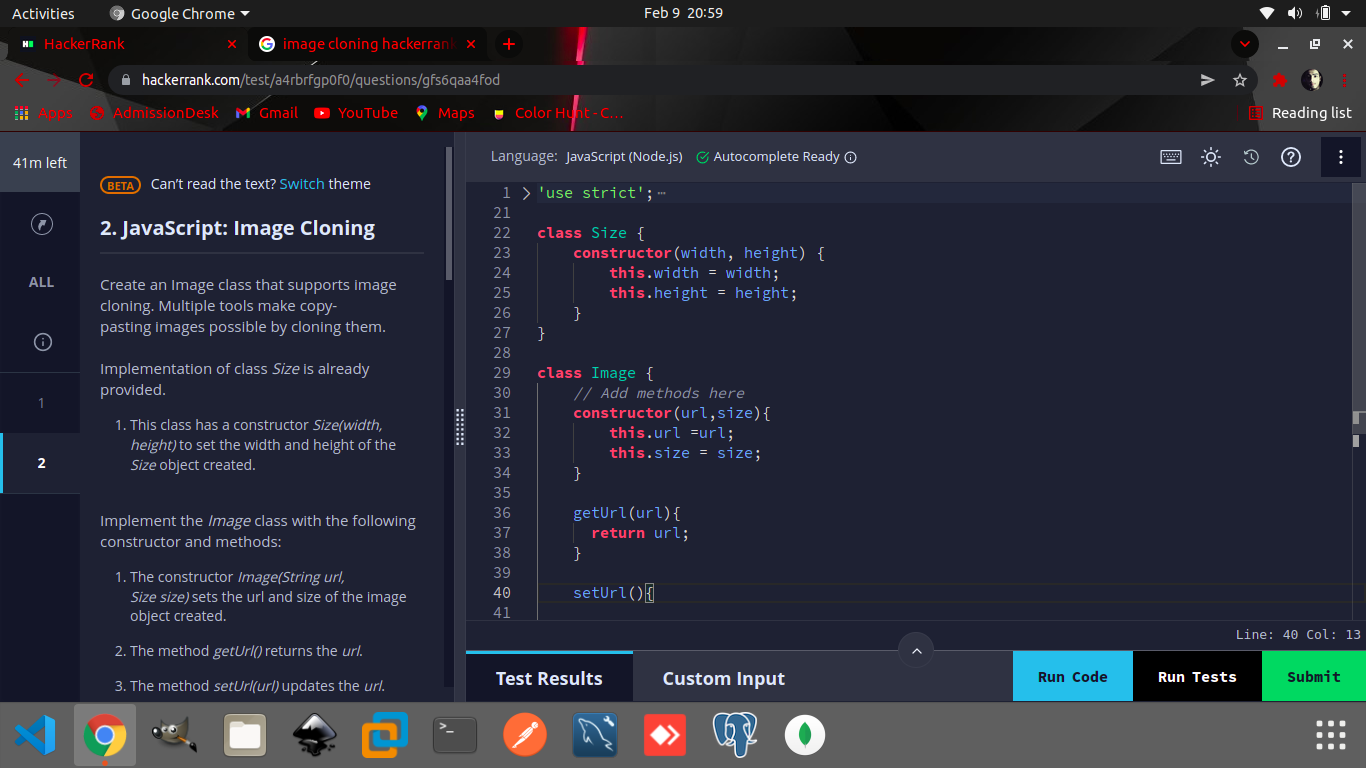 Activities
Google Chrome
Feb 9 20:59
HackerRank
image cloning hackerrank
hackerrank.com/test/a4rbrfgp0f0/questions/gfs6qaa4fod
Apps
AdmissionDesk
Gmail
YouTube
Maps
Color Hunt - C…
Reading list
41m left
ALL
1
2
BETA Can't read the text? Switch theme
2. JavaScript: Image Cloning
Create an Image class that supports image
cloning. Multiple tools make copy-
pasting images possible by cloning them.
Implementation of class Size is already
provided.
1. This class has a constructor Size(width,
height) to set the width and height of the
Size object created.
Implement the Image class with the following
constructor and methods:
1. The constructor Image(String url,
Size size) sets the url and size of the image
object created.
2. The method getUrl() returns the url.
3. The method setUrl(url) updates the url.
Language: JavaScript (Node.js) Autocomplete Ready
1 'use strict';
21
22 class Size {
23 constructor(width, height) {
24 this.width = width;
25 this.height = height;
26 }
27 }
28
29 class Image {
30 // Add methods here
31 constructor(url,size){
32 this.url =url;
33 this.size = size;
34 }
35
36 getUrl(url){
37 return url;
38 }
39
40 setUrl(){
41
Line: 40 Col: 13
Test Results
Custom Input
Run Code
Run Tests
Submit